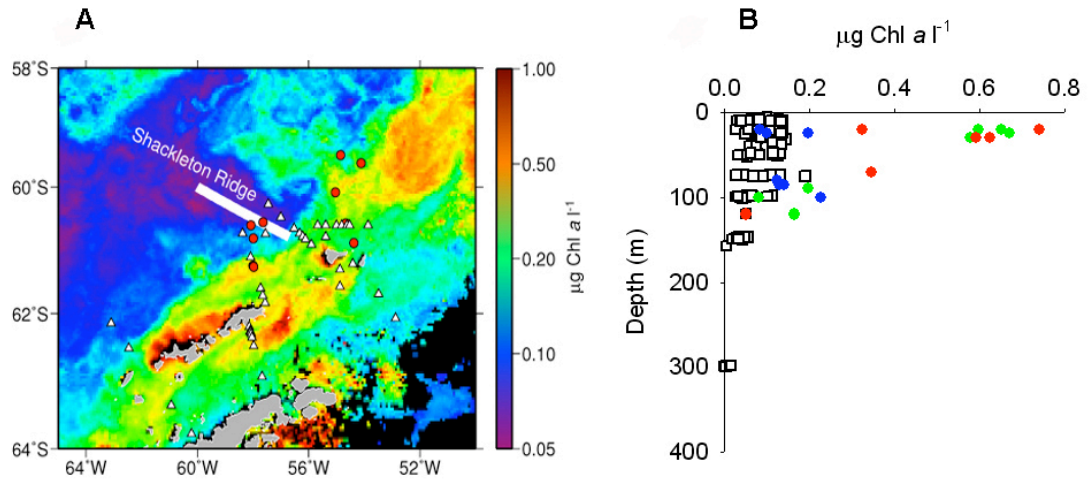 A
58°S
60°S
62°S
64°S
64°W
60°W
56°W
52°W
Shackleton Ridge
1.00
0.50
0.20
0.10
0.05
µg Chl a l⁻¹
B
µg Chl a l⁻¹
0.0
0.2
0.4
0.6
0.8
0
100
200
300
400
Depth (m)